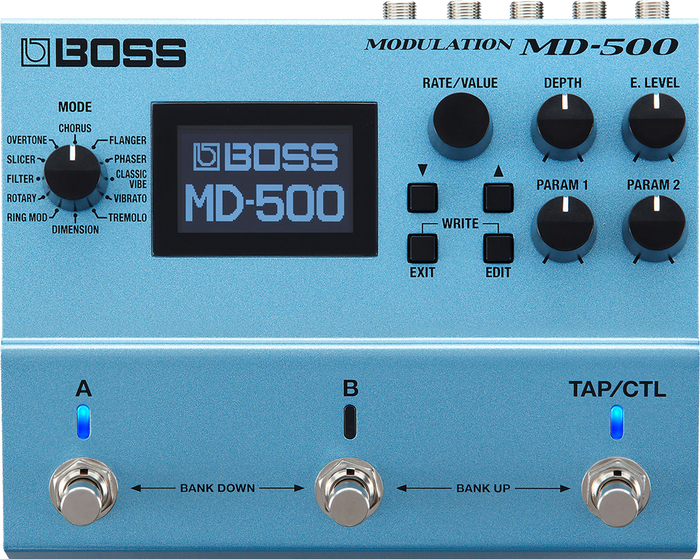 BOSS
MODULATION MD-500
MODE
CHORUS
OVERTONE
FLANGER
SLICER
PHASER
FILTER
CLASSIC
VIBE
ROTARY
VIBRATO
RING MOD
TREMOLO
DIMENSION
BOSS
MD-500
RATE/VALUE
DEPTH
E. LEVEL
▼
▲
PARAM 1
PARAM 2
WRITE
EXIT
EDIT
A
B
TAP/CTL
BANK DOWN
BANK UP